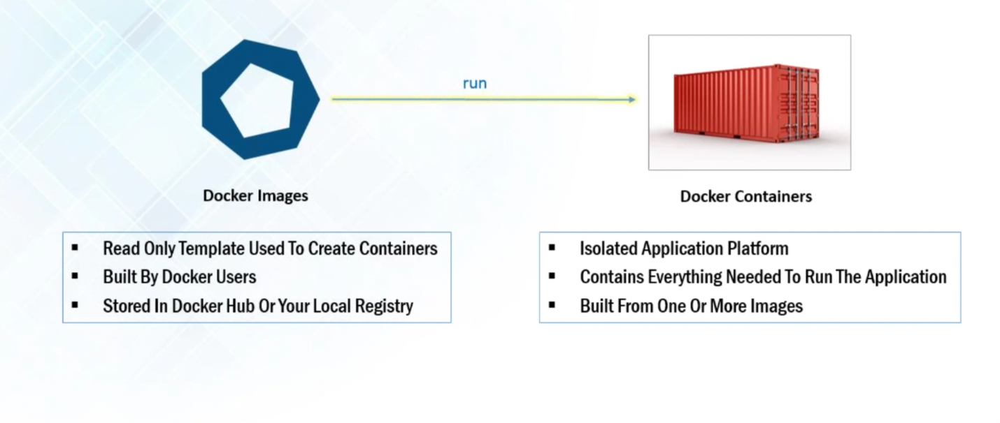 run
Docker Images
Docker Containers
Read Only Template Used To Create Containers
Built By Docker Users
Stored In Docker Hub Or Your Local Registry
Isolated Application Platform
Contains Everything Needed To Run The Application
Built From One Or More Images